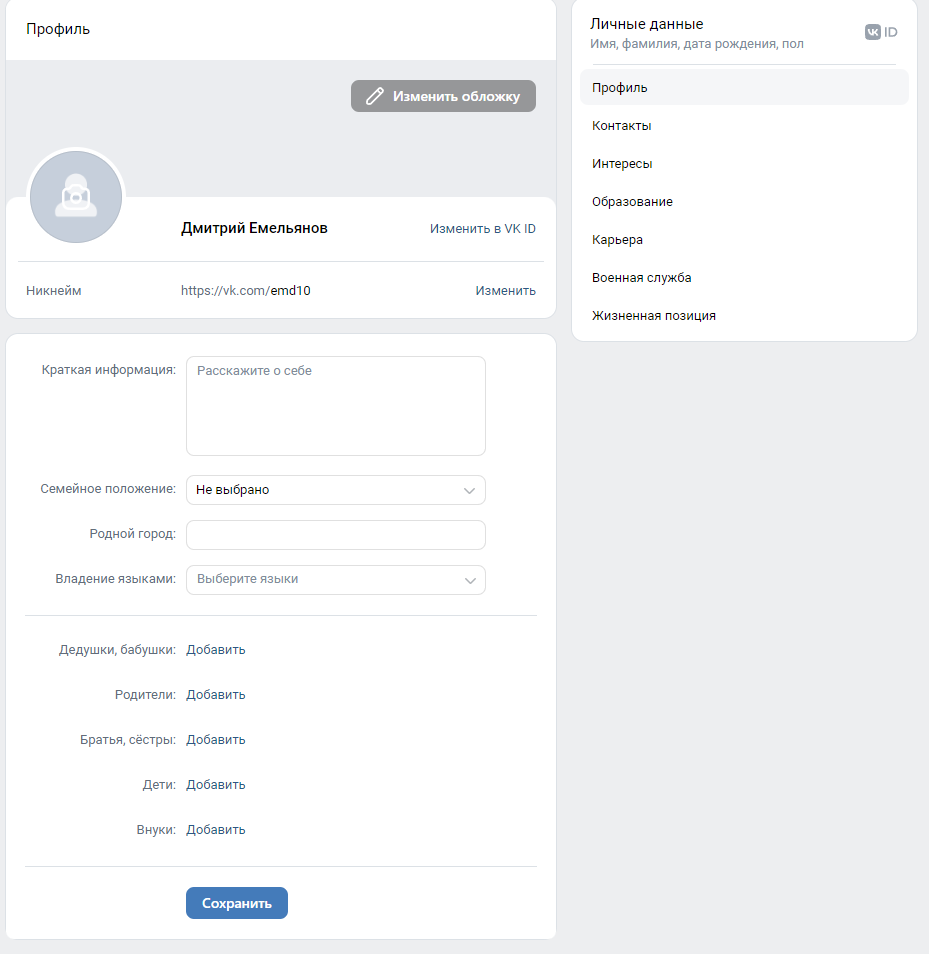 Профиль
Изменить обложку
Дмитрий Емельянов
Изменить в VK ID
Никнейм
https://vk.com/emd10
Изменить
Краткая информация:
Расскажите о себе
Семейное положение:
Не выбрано
Родной город:
Владение языками:
Выберите языки
Дедушки, бабушки:
Добавить
Родители:
Добавить
Братья, сёстры:
Добавить
Дети:
Добавить
Внуки:
Добавить
Сохранить
Личные данные
Имя, фамилия, дата рождения, пол
VK ID
Профиль
Контакты
Интересы
Образование
Карьера
Военная служба
Жизненная позиция